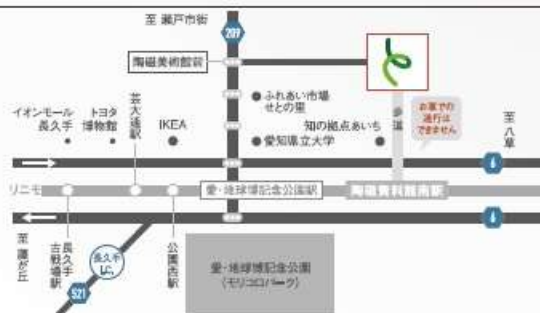 至 瀬戸市街
209
陶磁美術館前
ふれあい市場
せとの里
知の拠点あいち
愛知県立大学
歩道
お車での
通行は
できません
至 八草
イオンモール
長久手
トヨタ
博物館
芸大通駅
IKEA
6
リニモ
愛・地球博記念公園駅
陶磁資料館南駅
6
至 藤が丘
長久手
古戦場駅
長久手
I.C.
521
公園西駅
愛・地球博記念公園
(モリコロパーク)